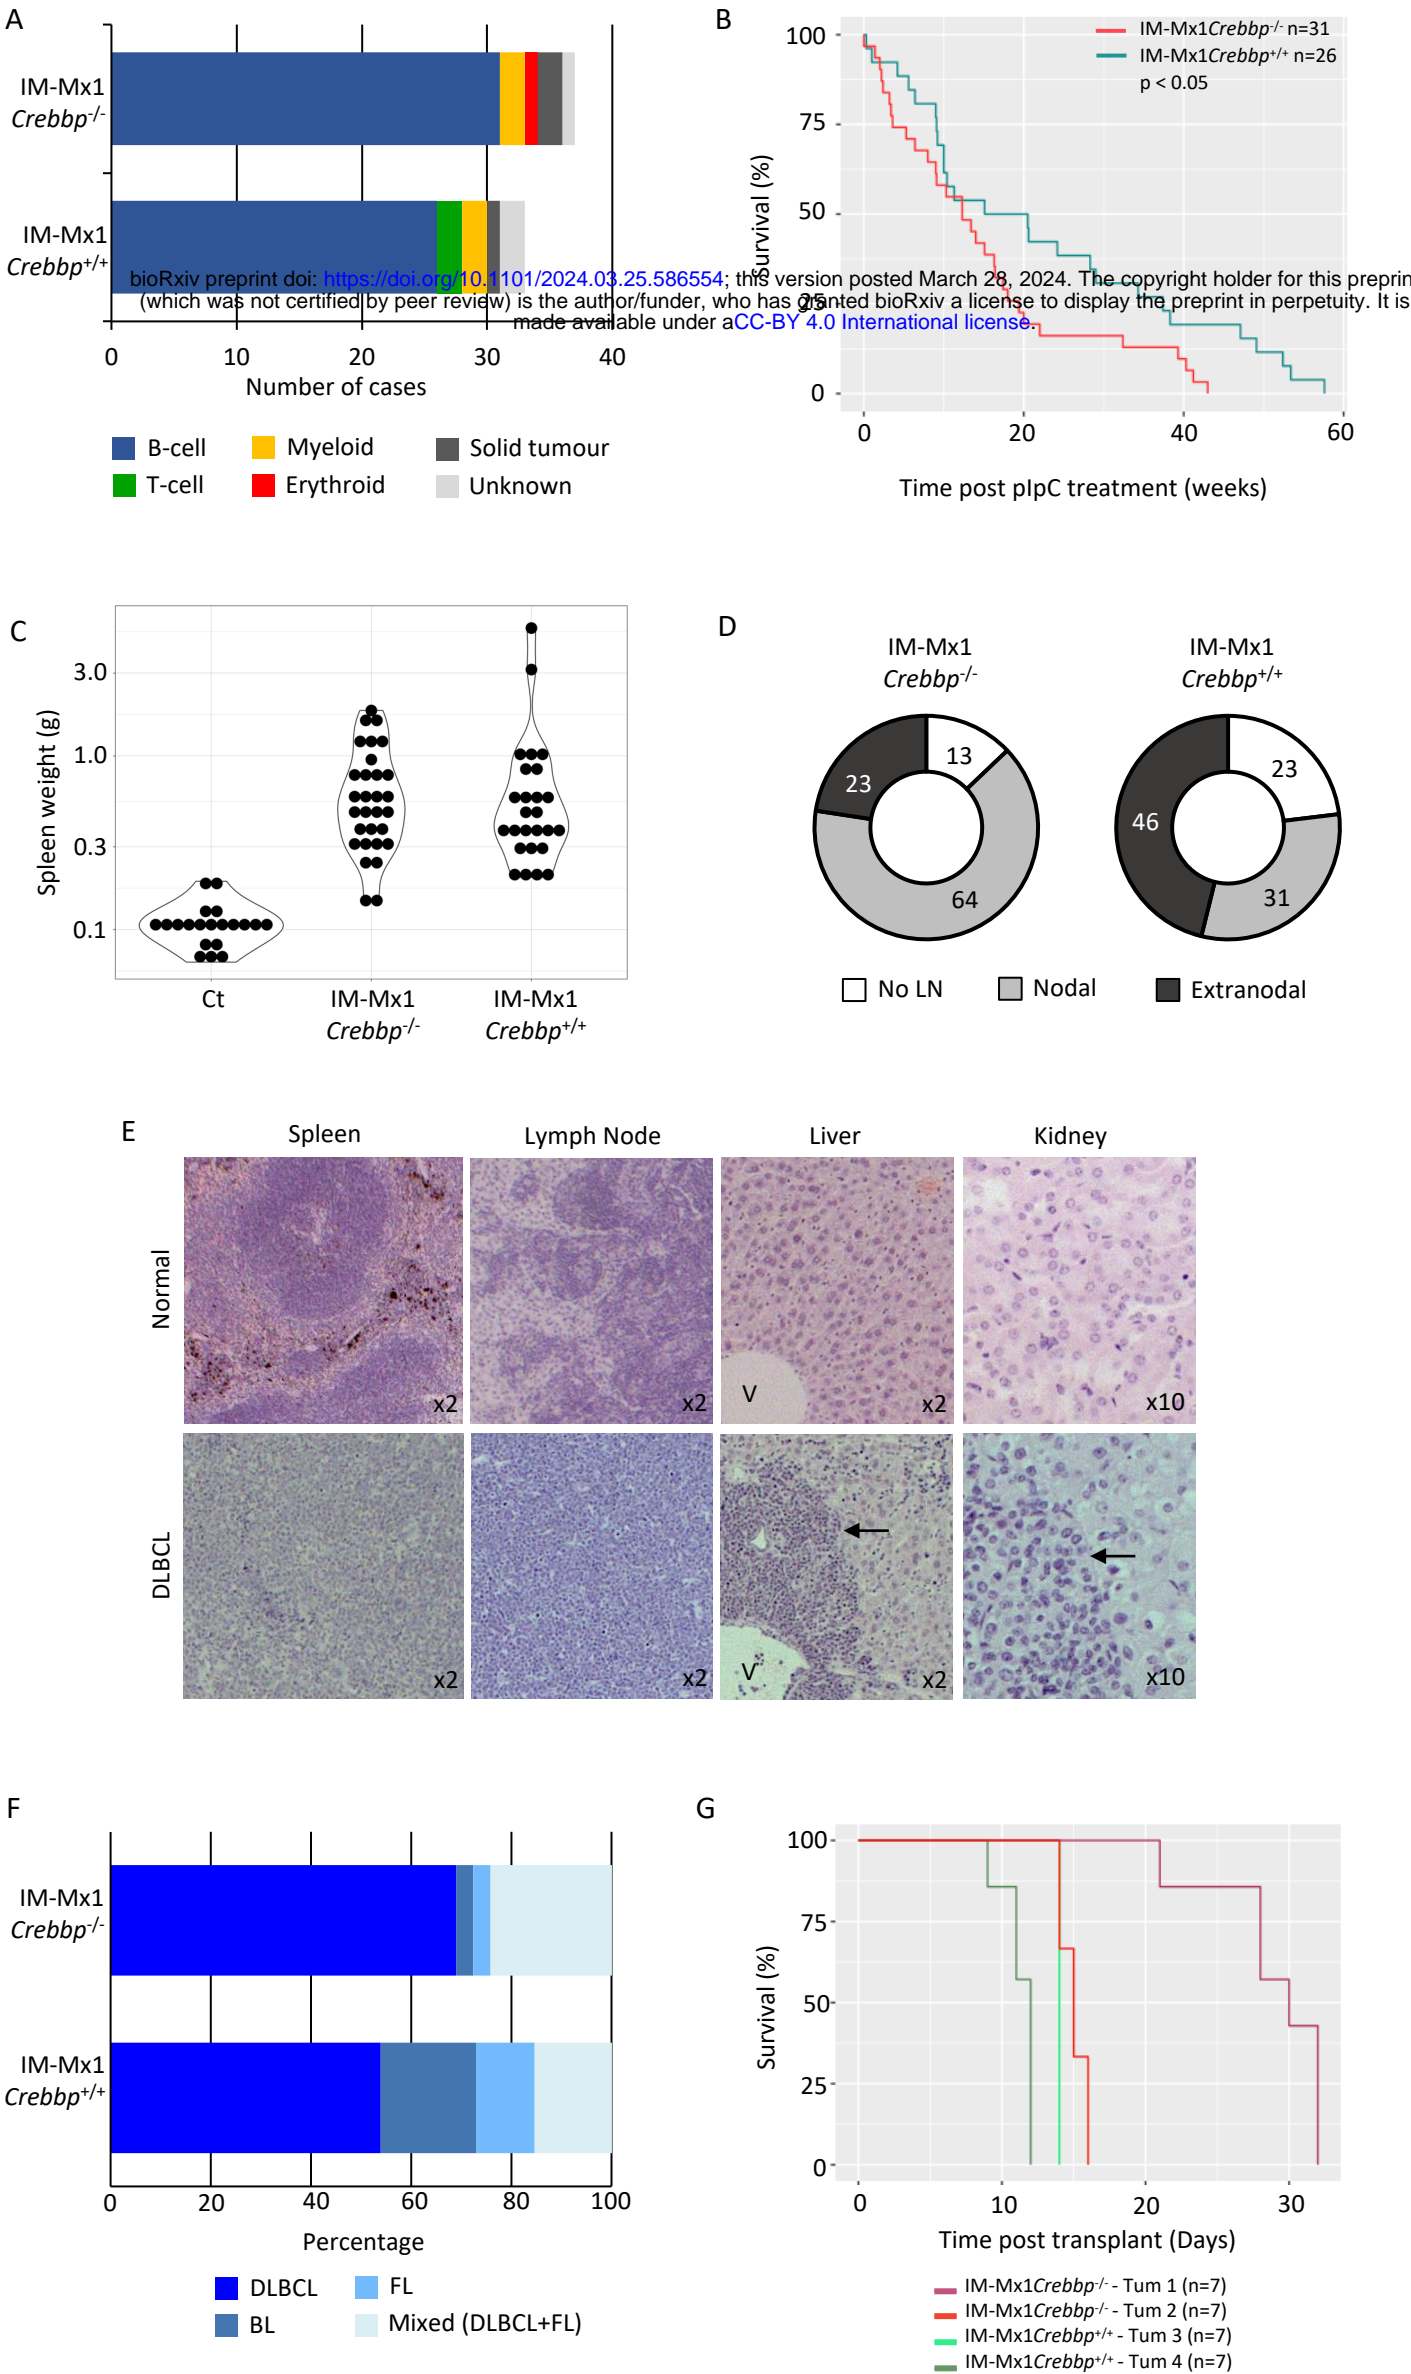 A
IM-Mx1
Crebbp-/-
IM-Mx1
Crebbp+/+
0 10 20 30 40
Number of cases
B-cell Myeloid Solid tumour
T-cell Erythroid Unknown
B
IM-Mx1Crebbp-/- n=31
IM-Mx1Crebbp+/+ n=26
p < 0.05
100
75
50
25
0
Survival (%)
0 20 40 60
Time post pIpC treatment (weeks)
bioRxiv preprint doi: https://doi.org/10.1101/2024.03.25.586554; this version posted March 28, 2024. The copyright holder for this preprin
(which was not certified by peer review) is the author/funder, who has granted bioRxiv a license to display the preprint in perpetuity. It is
made available under aCC-BY 4.0 International license.
C
Spleen weight (g)
3.0
1.0
0.3
0.1
Ct IM-Mx1 IM-Mx1
Crebbp-/- Crebbp+/+
D
IM-Mx1 IM-Mx1
Crebbp-/- Crebbp+/+
13
23
64
23
46
31
No LN Nodal Extranodal
E
Spleen Lymph Node Liver Kidney
Normal
x2 x2 V x2 x10
DLBCL
x2 x2 V x2 x10
F
IM-Mx1
Crebbp-/-
IM-Mx1
Crebbp+/+
0 20 40 60 80 100
Percentage
DLBCL FL
BL Mixed (DLBCL+FL)
G
100
75
50
25
0
Survival (%)
0 10 20 30
Time post transplant (Days)
IM-Mx1Crebbp-/- - Tum 1 (n=7)
IM-Mx1Crebbp-/- - Tum 2 (n=7)
IM-Mx1Crebbp+/+ - Tum 3 (n=7)
IM-Mx1Crebbp+/+ - Tum 4 (n=7)